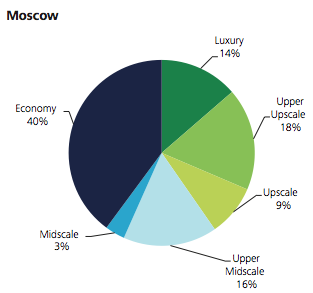 Moscow
Luxury
14%
Upper
Upscale
18%
Upscale
9%
Upper
Midscale
16%
Midscale
3%
Economy
40%